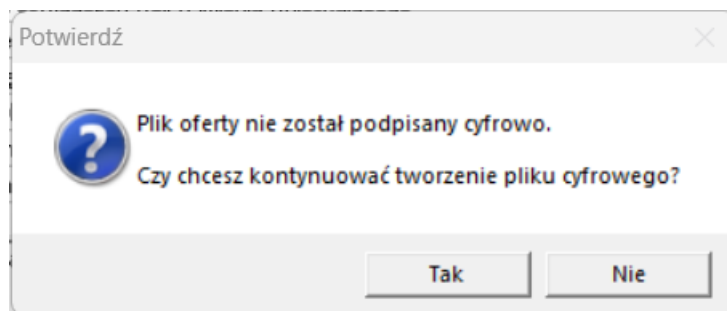 Potwierdź
Plik oferty nie został podpisany cyfrowo.
Czy chcesz kontynuować tworzenie pliku cyfrowego?
Tak
Nie